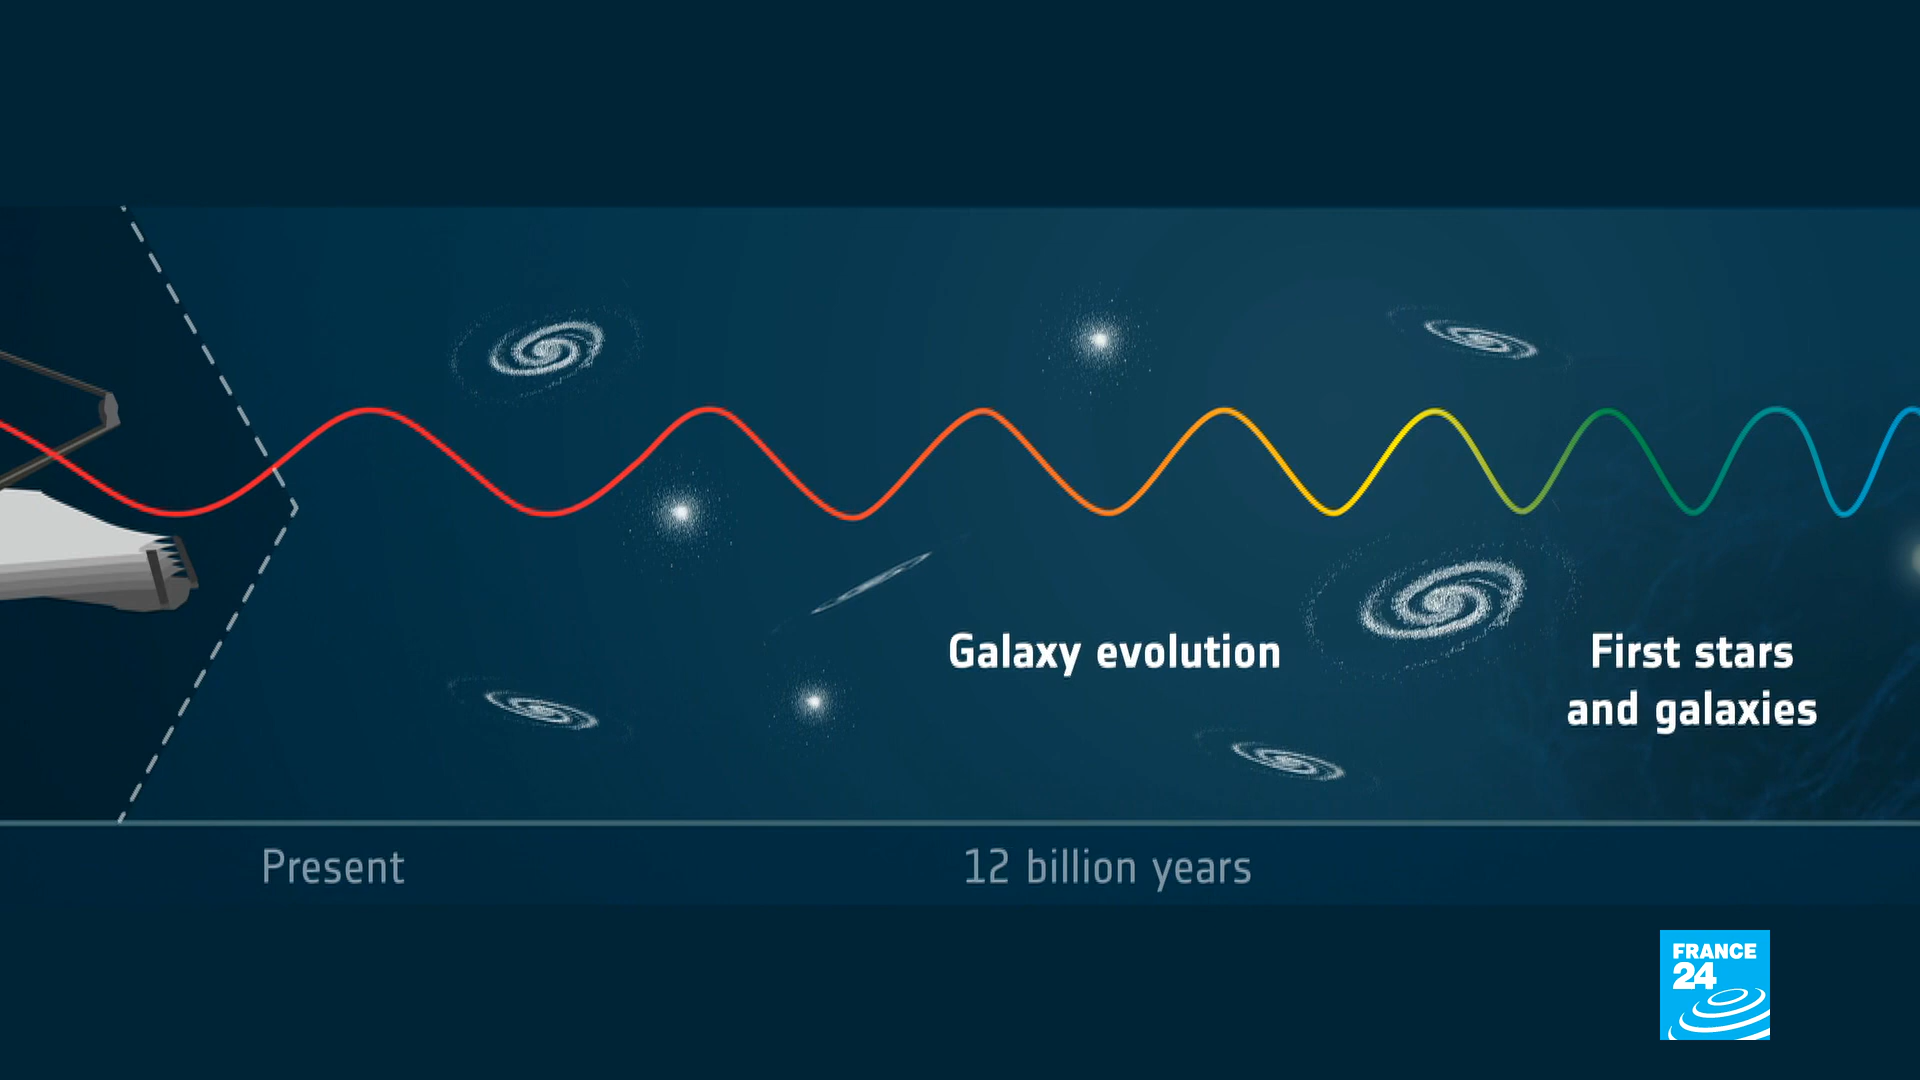 Galaxy evolution
First stars
and galaxies
Present
12 billion years
FRANCE
24